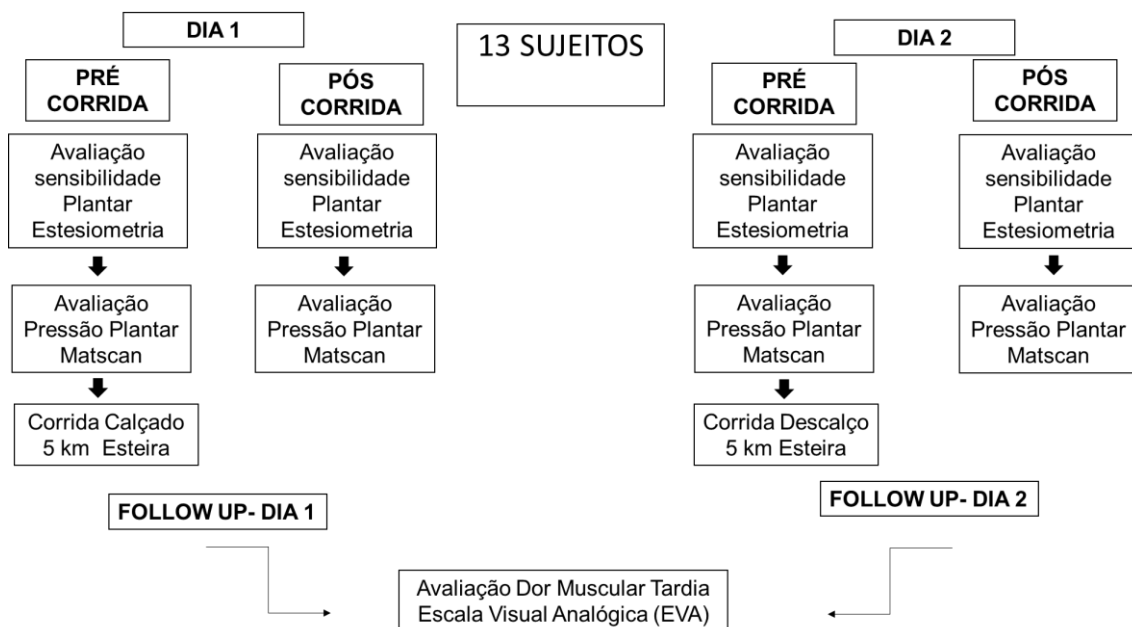 DIA 1
13 SUJEITOS
DIA 2
PRÉ
CORRIDA
PÓS
CORRIDA
PRÉ
CORRIDA
PÓS
CORRIDA
Avaliação
sensibilidade
Plantar
Estesiometria
Avaliação
sensibilidade
Plantar
Estesiometria
Avaliação
sensibilidade
Plantar
Estesiometria
Avaliação
sensibilidade
Plantar
Estesiometria
Avaliação
Pressão Plantar
Matscan
Avaliação
Pressão Plantar
Matscan
Avaliação
Pressão Plantar
Matscan
Avaliação
Pressão Plantar
Matscan
Corrida Calçado
5 km Esteira
Corrida Descalço
5 km Esteira
FOLLOW UP- DIA 1
FOLLOW UP- DIA 2
Avaliação Dor Muscular Tardia
Escala Visual Analógica (EVA)